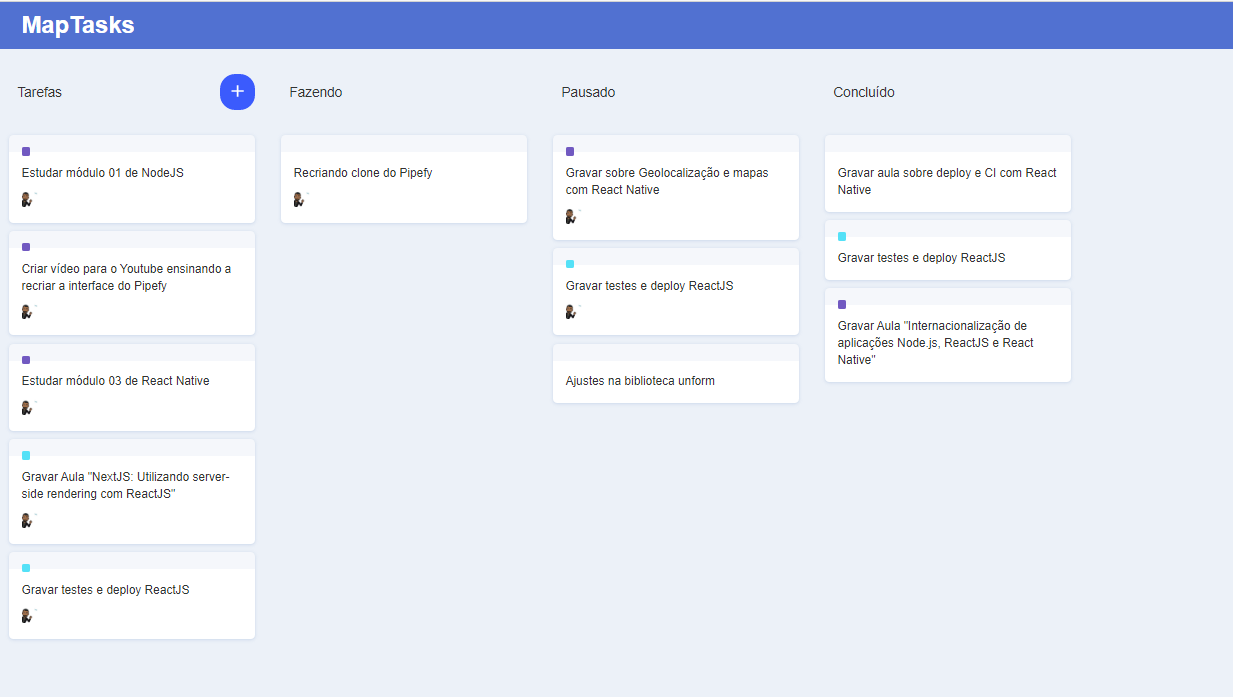 MapTasks
Tarefas
Estudar módulo 01 de NodeJS
Criar vídeo para o Youtube ensinando a
recriar a interface do Pipefy
Estudar módulo 03 de React Native
Gravar Aula "NextJS: Utilizando server-
side rendering com ReactJS"
Gravar testes e deploy ReactJS
Fazendo
Recriando clone do Pipefy
Pausado
Gravar sobre Geolocalização e mapas
com React Native
Gravar testes e deploy ReactJS
Ajustes na biblioteca unform
Concluído
Gravar aula sobre deploy e CI com React
Native
Gravar testes e deploy ReactJS
Gravar Aula "Internacionalização de
aplicações Node.js, ReactJS e React
Native"